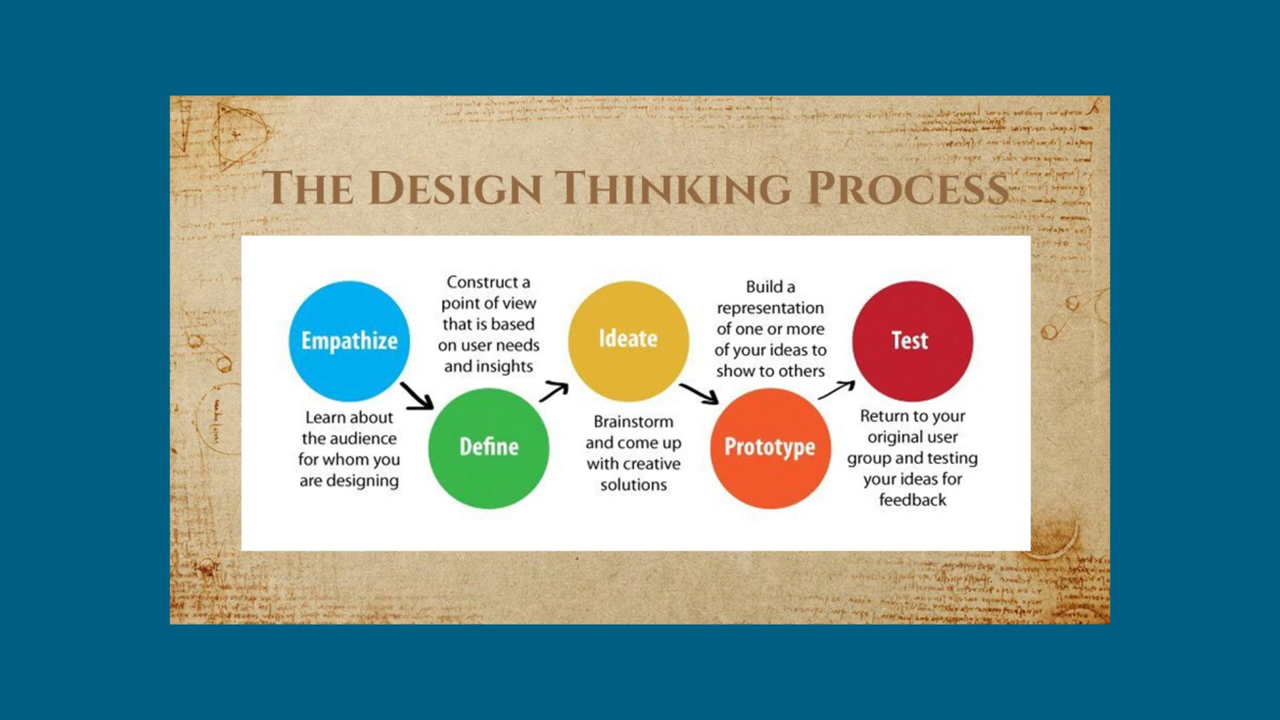 THE DESIGN THINKING PROCESS
Empathize
Learn about
the audience
for whom you
are designing
Construct a
point of view
that is based
on user needs
and insights
Define
Ideate
Brainstorm
and come up
with creative
solutions
Build a
representation
of one or more
of your ideas to
show to others
Prototype
Test
Return to your
original user
group and testing
your ideas for
feedback